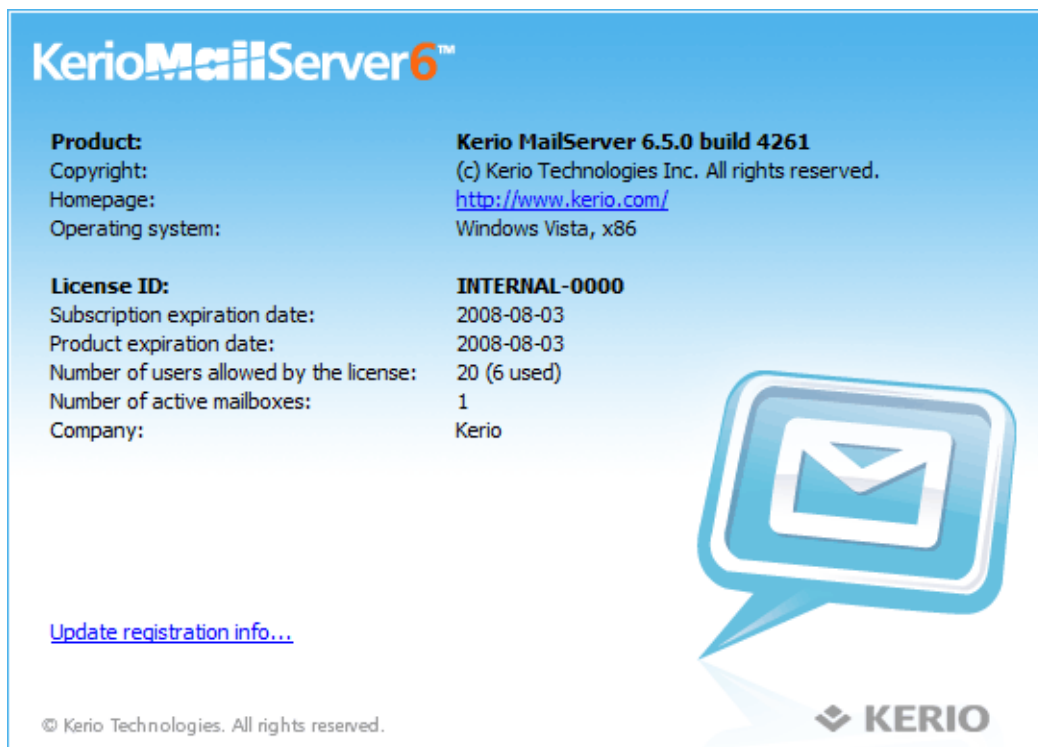 KerioMailServer6™
Product: Kerio MailServer 6.5.0 build 4261
Copyright: (c) Kerio Technologies Inc. All rights reserved.
Homepage: http://www.kerio.com/
Operating system: Windows Vista, x86
License ID: INTERNAL-0000
Subscription expiration date: 2008-08-03
Product expiration date: 2008-08-03
Number of users allowed by the license: 20 (6 used)
Number of active mailboxes: 1
Company: Kerio
Update registration info...
© Kerio Technologies. All rights reserved.
KERIO